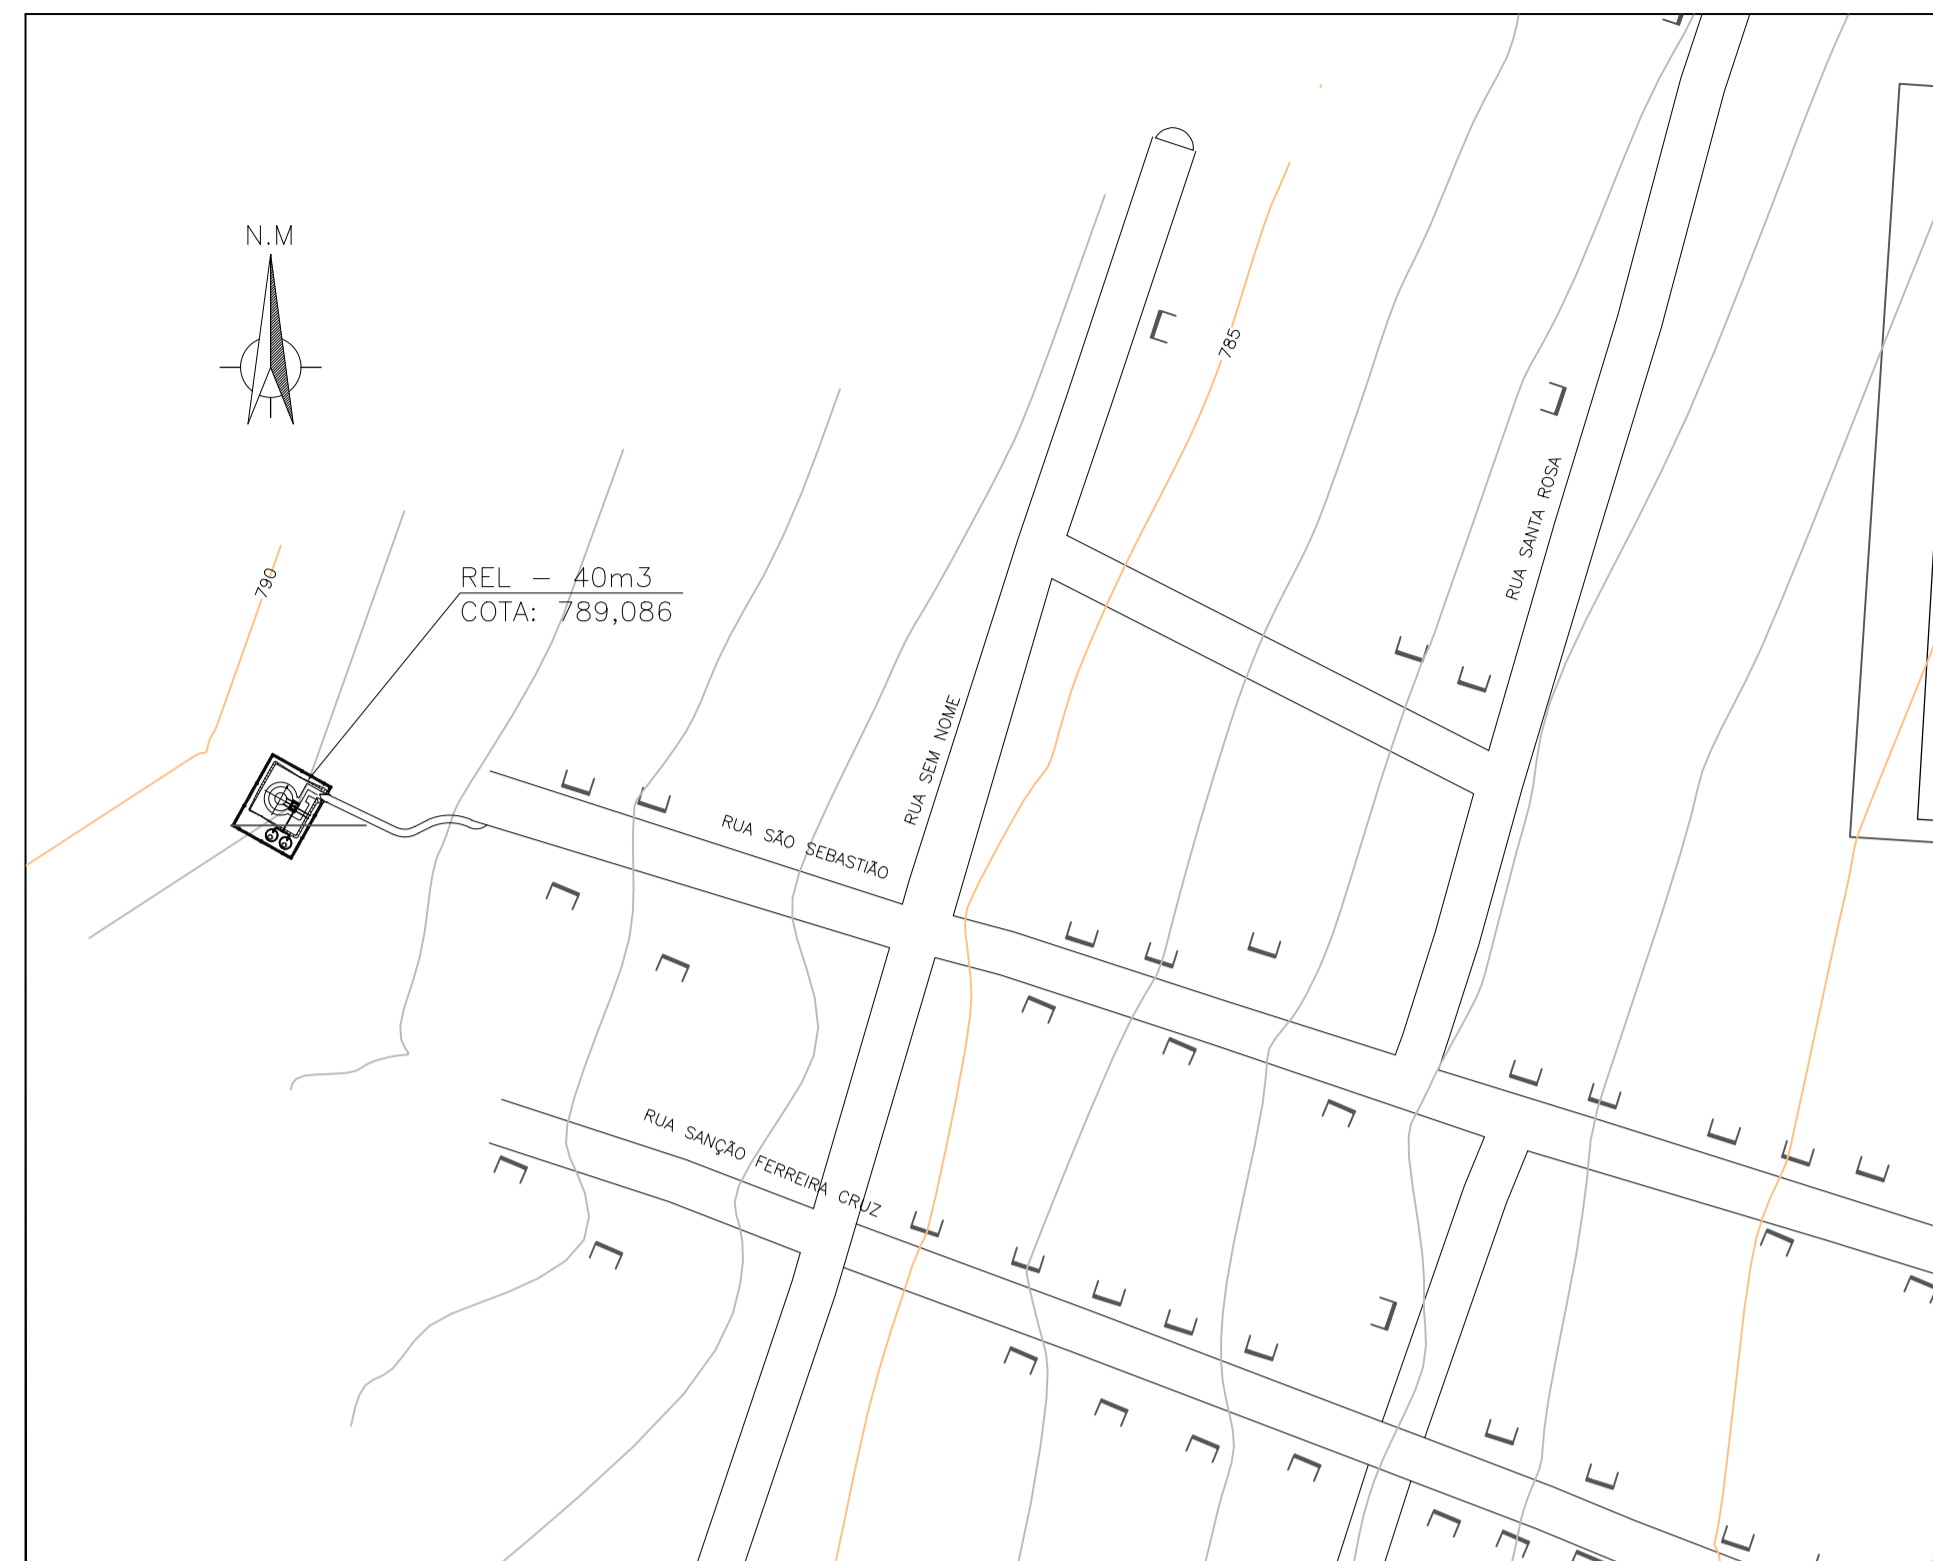 N.M
785
RUA SANTA ROSA
790
REL - 40m3
COTA: 789,086
RUA SEM NOME
RUA SÃO SEBASTIÃO
RUA SANÇÃO FERREIRA CRUZ